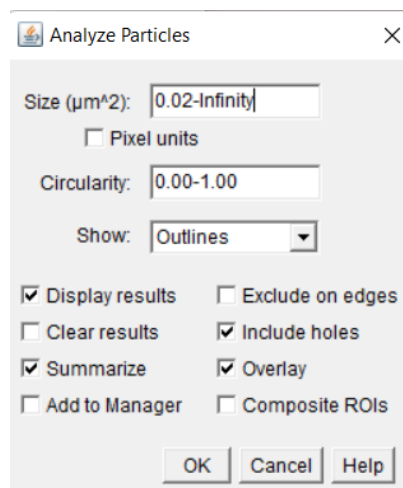 Analyze Particles
Size (µm^2): 0.02-Infinity
Pixel units
Circularity: 0.00-1.00
Show: Outlines
Display results Exclude on edges
Clear results Include holes
Summarize Overlay
Add to Manager Composite ROIs
OK Cancel Help